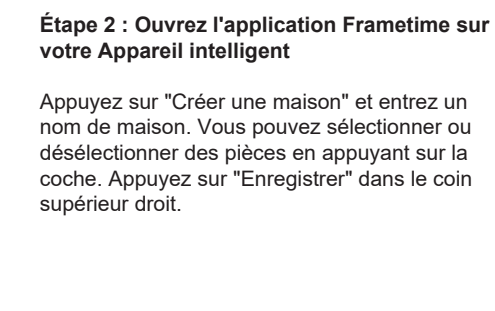 Étape 2 : Ouvrez l'application Frametime sur
votre Appareil intelligent
Appuyez sur "Créer une maison" et entrez un
nom de maison. Vous pouvez sélectionner ou
désélectionner des pièces en appuyant sur la
coche. Appuyez sur "Enregistrer" dans le coin
supérieur droit.